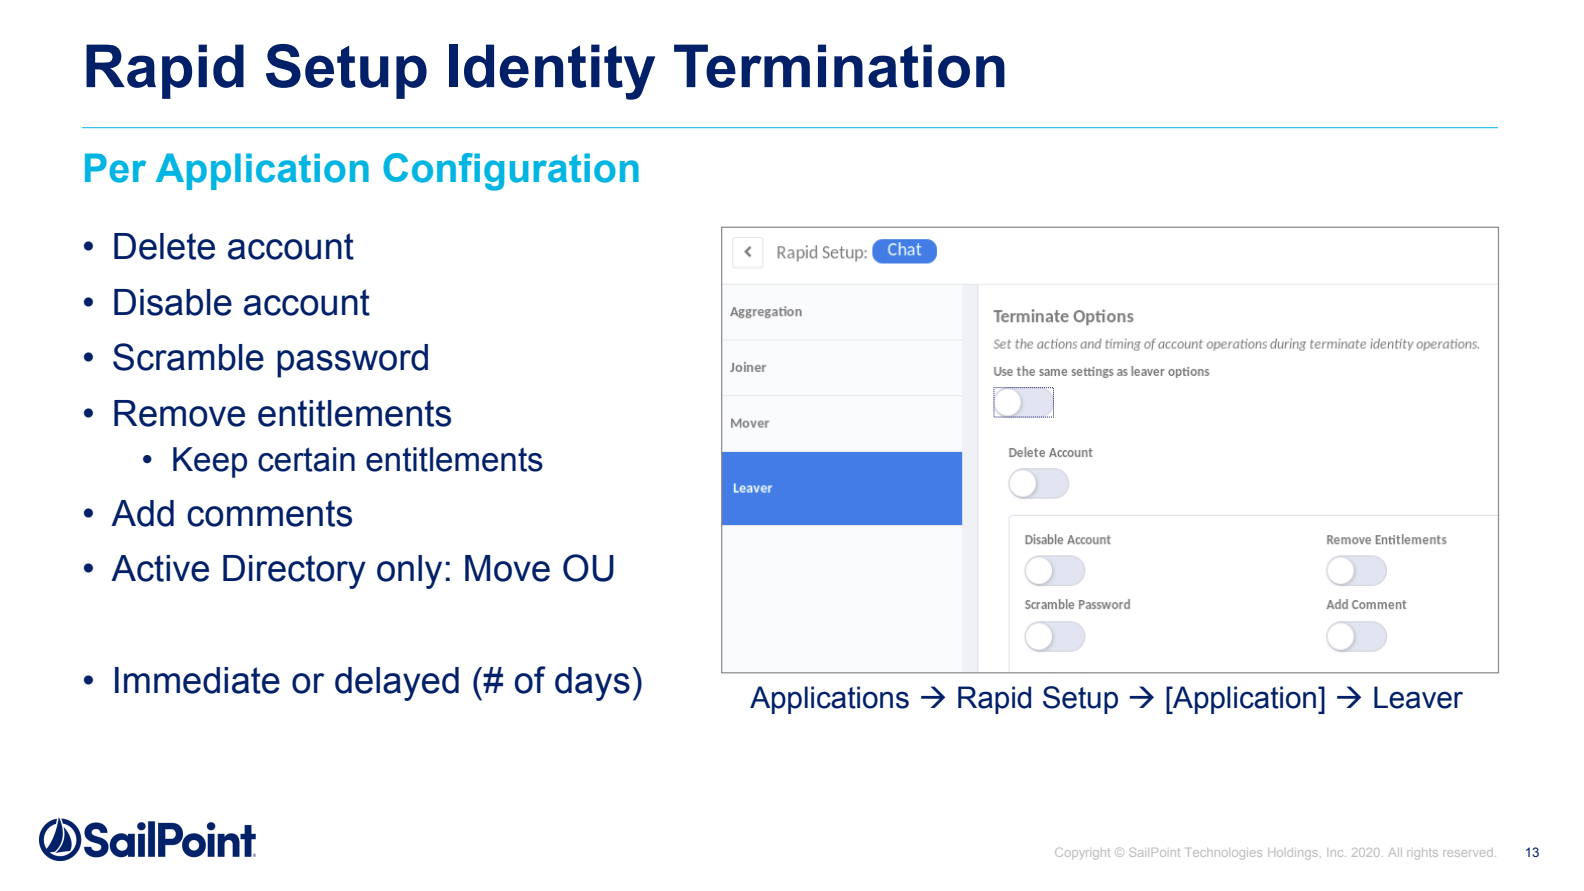 Rapid Setup Identity Termination
Per Application Configuration
• Delete account
• Disable account
• Scramble password
• Remove entitlements
• Keep certain entitlements
• Add comments
• Active Directory only: Move OU
• Immediate or delayed (# of days)
Rapid Setup: Chat
Aggregation
Joiner
Mover
Leaver
Terminate Options
Set the actions and timing of account operations during terminate identity operations.
Use the same settings as leaver options
Delete Account
Disable Account
Remove Entitlements
Scramble Password
Add Comment
Applications → Rapid Setup → [Application] → Leaver
SailPoint
Copyright © SailPoint Technologies Holdings, Inc. 2020. All rights reserved.
13